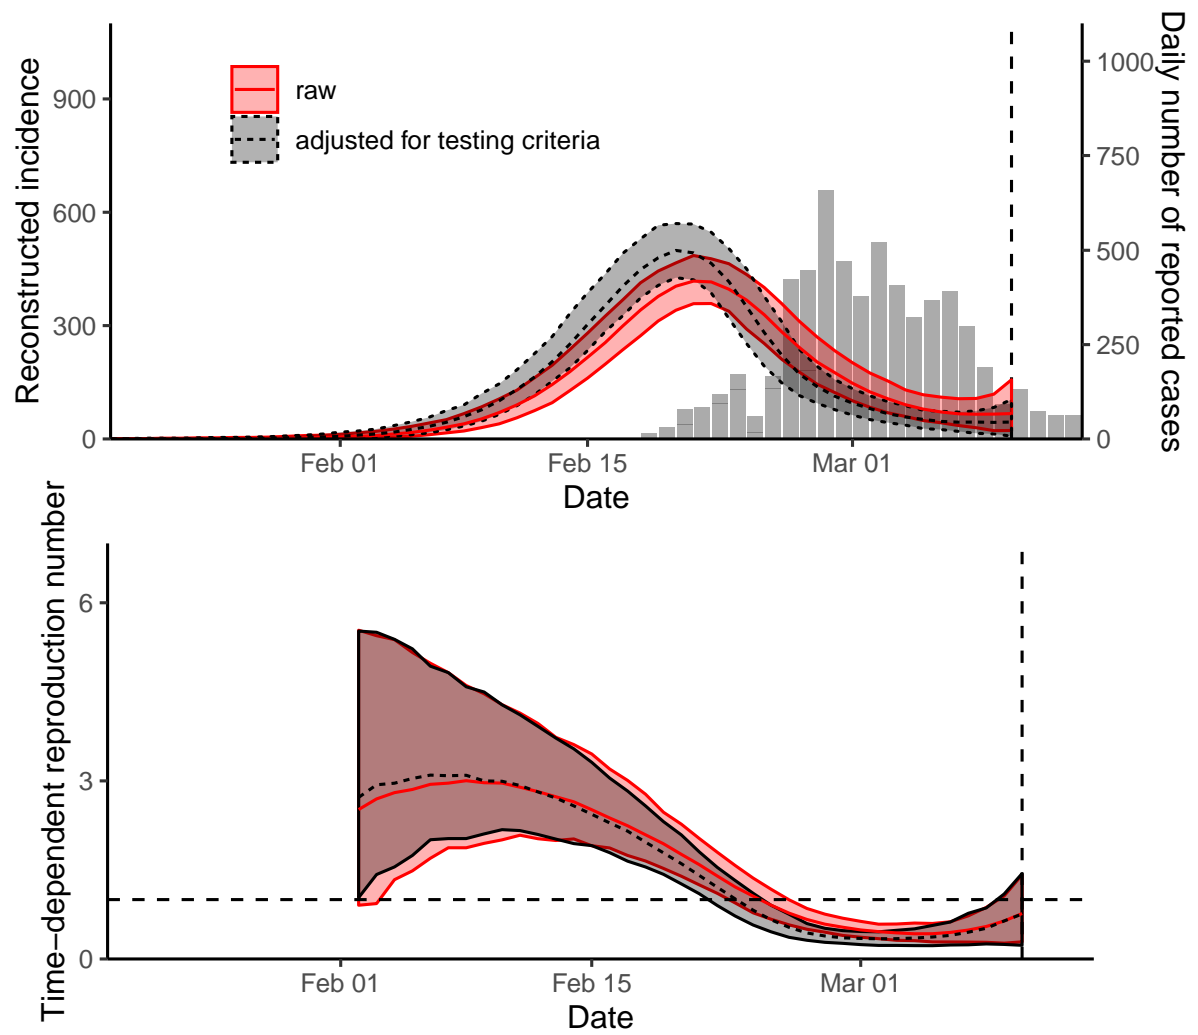 Reconstructed incidence
900
600
300
0
raw
adjusted for testing criteria
1000
750
500
250
0
Daily number of reported cases
Feb 01
Feb 15
Mar 01
Date
Time−dependent reproduction number
6
3
0
Feb 01
Feb 15
Mar 01
Date